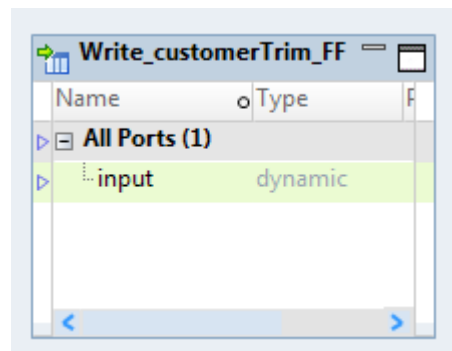 Write_customerTrim_FF
Name Type
All Ports (1)
input dynamic